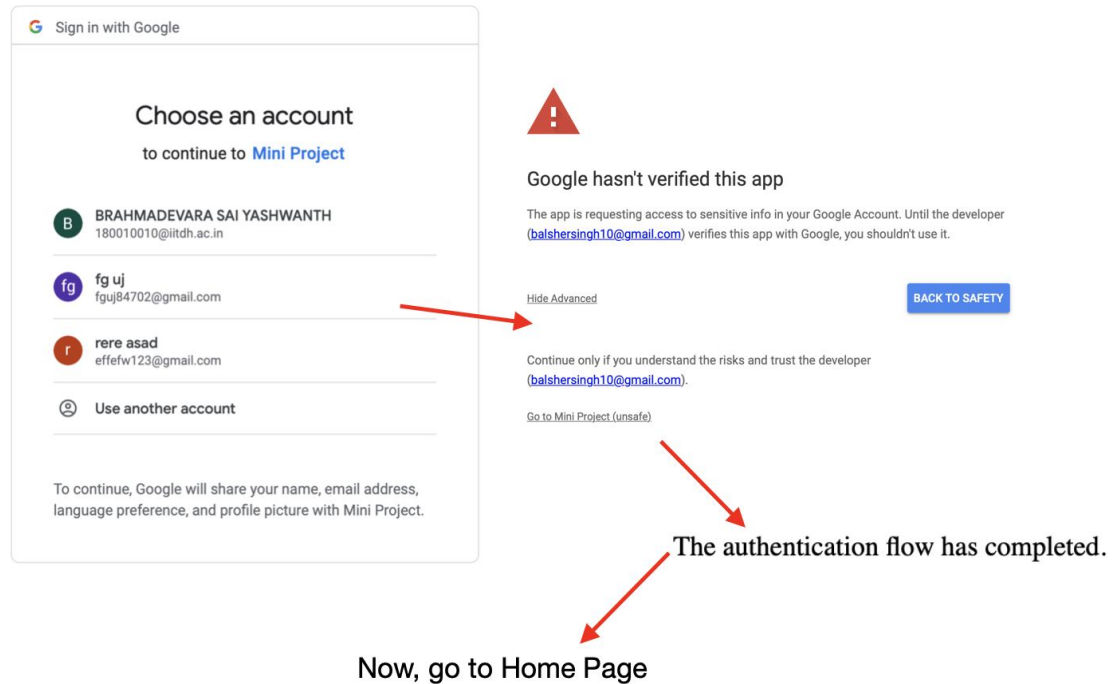 Sign in with Google
Choose an account
to continue to Mini Project
B
BRAHMADEVARA SAI YASHWANTH
180010010@iitdh.ac.in
fg
fg uj
fguj84702@gmail.com
r
rere asad
effefw123@gmail.com
Use another account
To continue, Google will share your name, email address,
language preference, and profile picture with Mini Project.
Google hasn't verified this app
The app is requesting access to sensitive info in your Google Account. Until the developer
(balshersingh10@gmail.com) verifies this app with Google, you shouldn't use it.
Hide Advanced
BACK TO SAFETY
Continue only if you understand the risks and trust the developer
(balshersingh10@gmail.com).
Go to Mini Project (unsafe)
The authentication flow has completed.
Now, go to Home Page